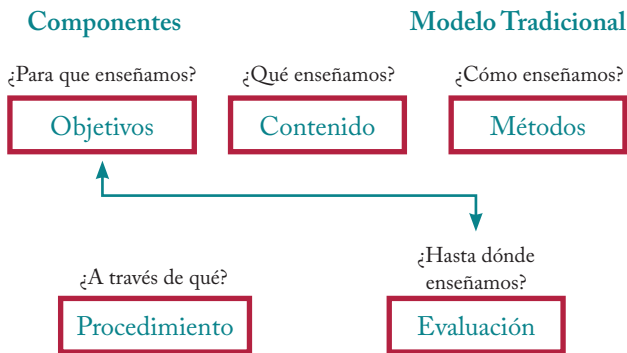 Componentes
Modelo Tradicional
¿Para que enseñamos?
¿Qué enseñamos?
¿Cómo enseñamos?
Objetivos
Contenido
Métodos
¿A través de qué?
¿Hasta dónde
enseñamos?
Procedimiento
Evaluación